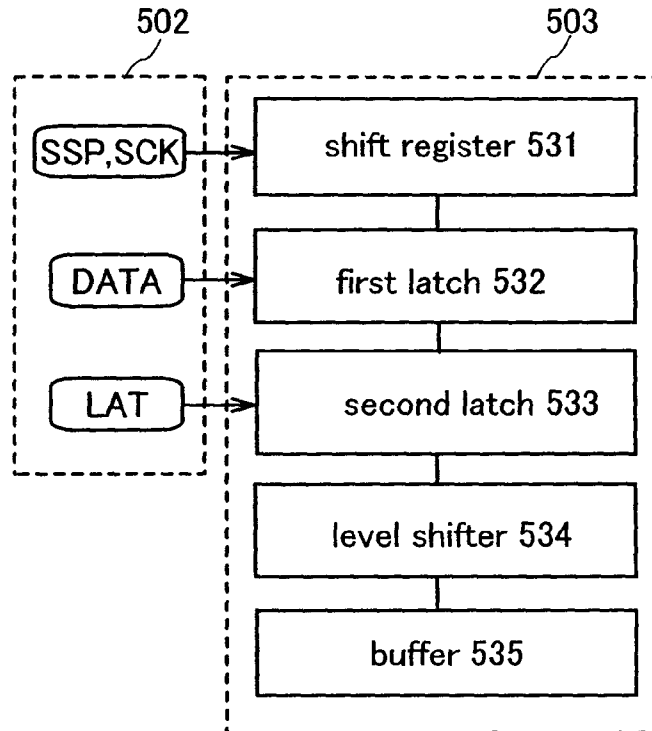 502
503
SSP,SCK
shift register 531
DATA
first latch 532
LAT
second latch 533
level shifter 534
buffer 535